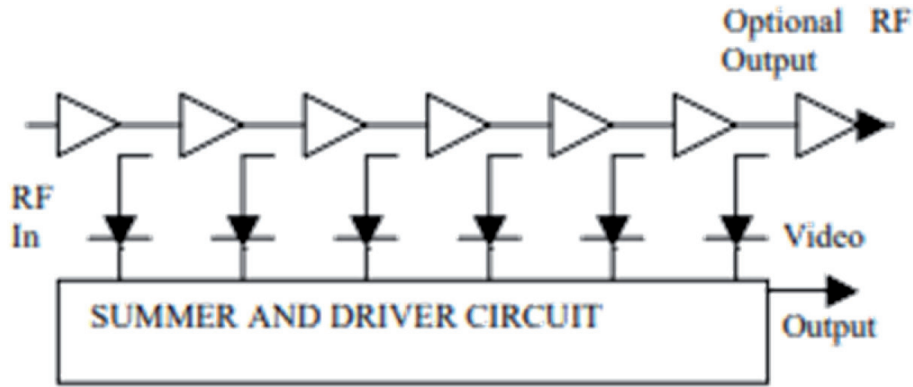 Optional RF
Output
RF
In
Video
SUMMER AND DRIVER CIRCUIT
Output